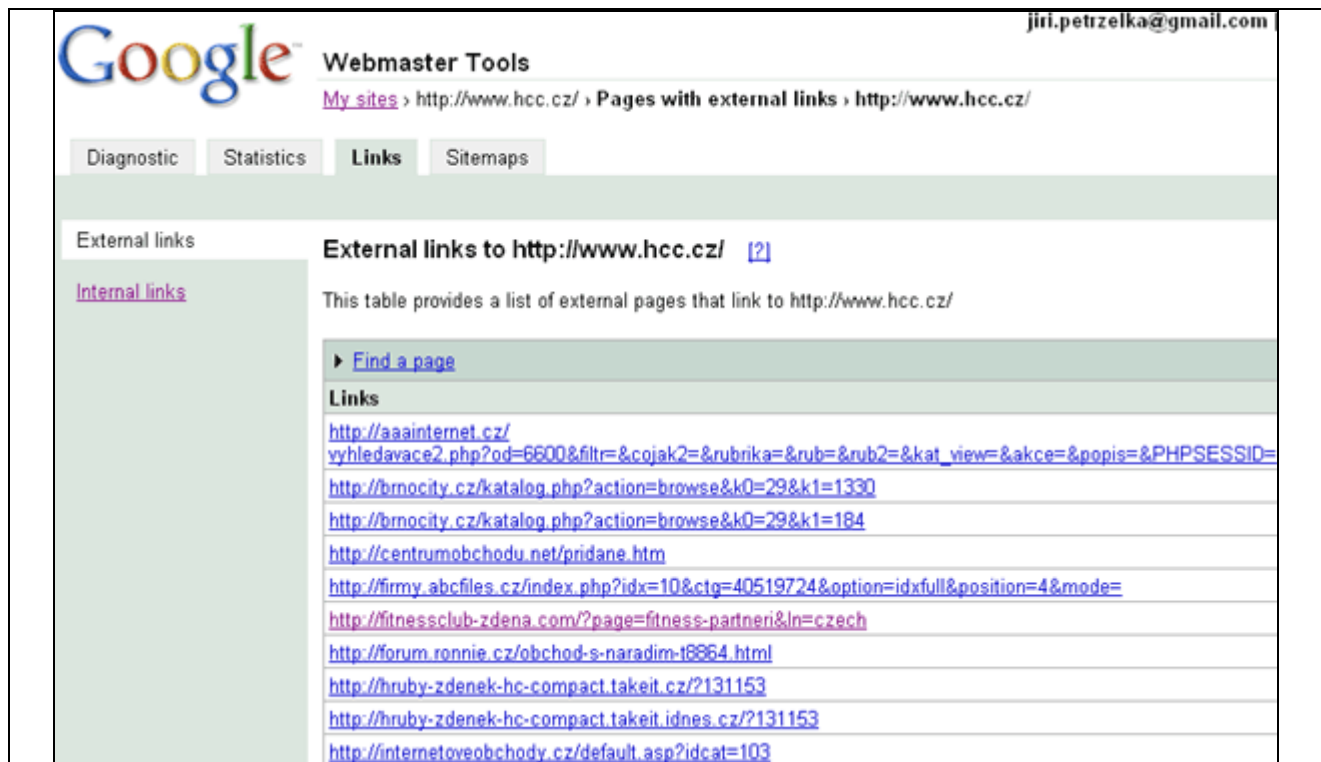 jiri.petrzelka@gmail.com |
Google
Webmaster Tools
My sites › http://www.hcc.cz/ › Pages with external links › http://www.hcc.cz/
Diagnostic Statistics Links Sitemaps
External links
Internal links
External links to http://www.hcc.cz/ [?]
This table provides a list of external pages that link to http://www.hcc.cz/
Find a page
Links
http://aaainternet.cz/
vyhledavace2.php?od=6600&filtr=&cojak2=&rubrika=&rub=&rub2=&kat_view=&akce=&popis=&PHPSESSID=
http://brnocity.cz/katalog.php?action=browse&k0=29&k1=1330
http://brnocity.cz/katalog.php?action=browse&k0=29&k1=184
http://centrumobchodu.net/pridane.htm
http://firmy.abcfiles.cz/index.php?idx=10&ctg=40519724&option=idxfull&position=4&mode=
http://fitnessclub-zdena.com/?page=fitness-partneri&ln=czech
http://forum.ronnie.cz/obchod-s-naradim-t8864.html
http://hruby-zdenek-hc-compact.takeit.cz/?131153
http://hruby-zdenek-hc-compact.takeit.idnes.cz/?131153
http://internetoveobchody.cz/default.asp?idcat=103